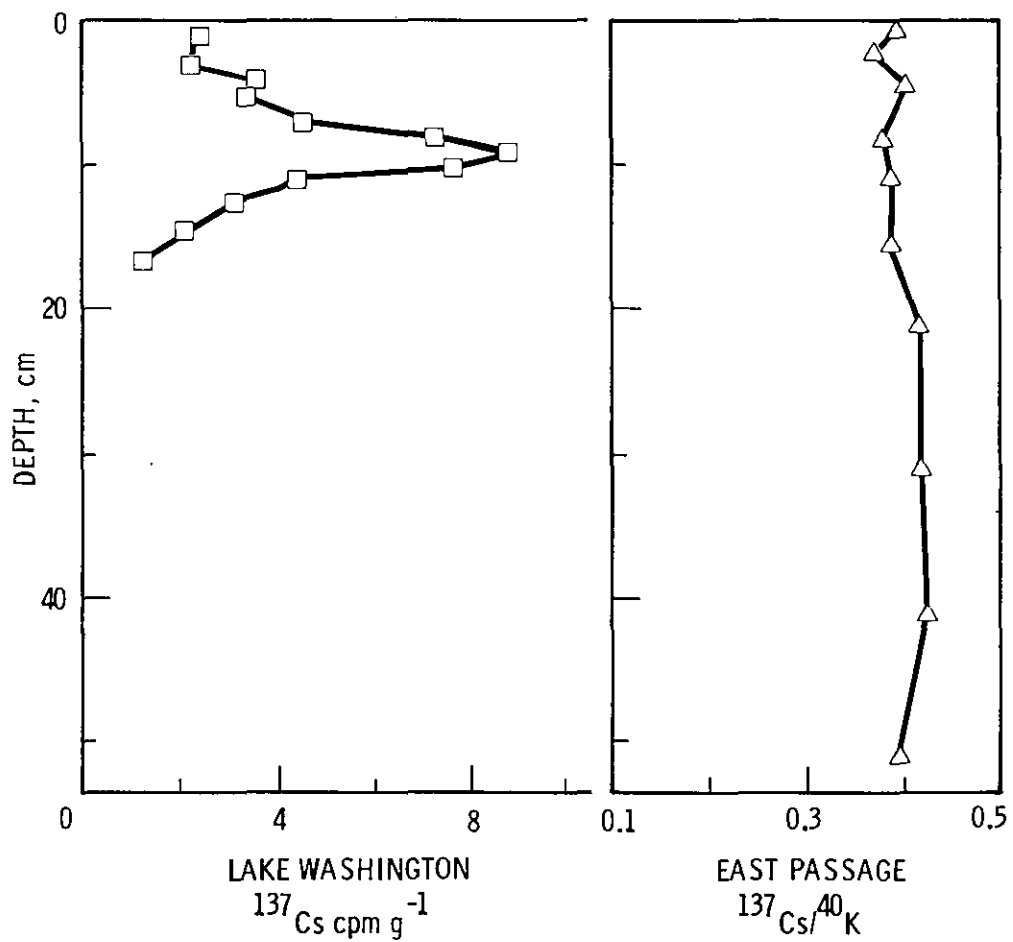 0
20
40
DEPTH, cm
0 4 8
LAKE WASHINGTON
¹³⁷Cs cpm g⁻¹
0.1 0.3 0.5
EAST PASSAGE
¹³⁷Cs/⁴⁰K